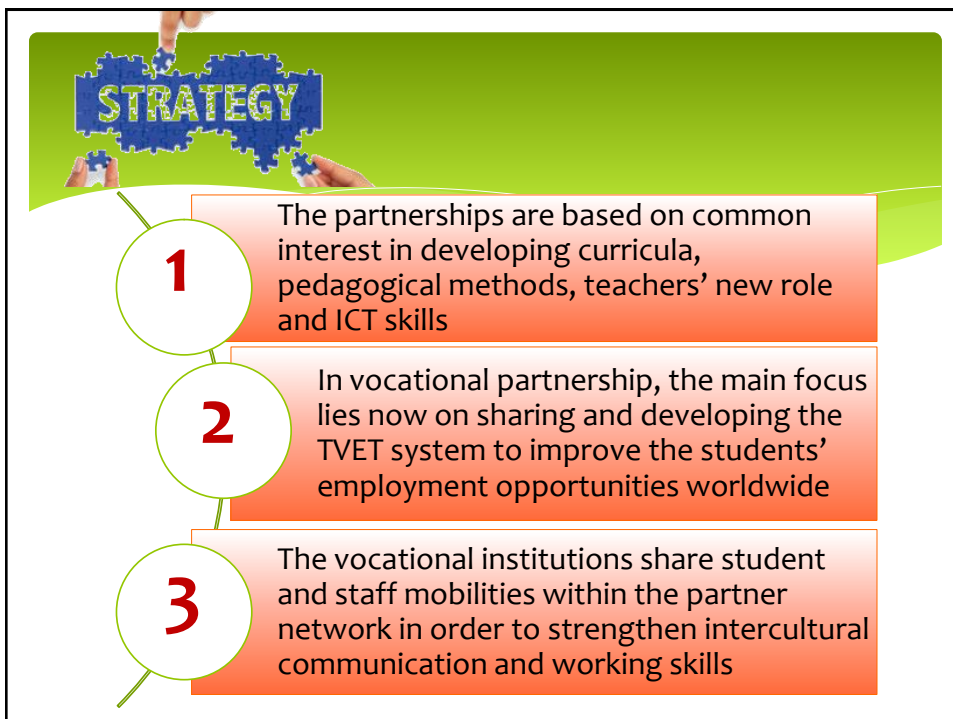 STRATEGY
1
The partnerships are based on common
interest in developing curricula,
pedagogical methods, teachers’ new role
and ICT skills
2
In vocational partnership, the main focus
lies now on sharing and developing the
TVET system to improve the students’
employment opportunities worldwide
3
The vocational institutions share student
and staff mobilities within the partner
network in order to strengthen intercultural
communication and working skills